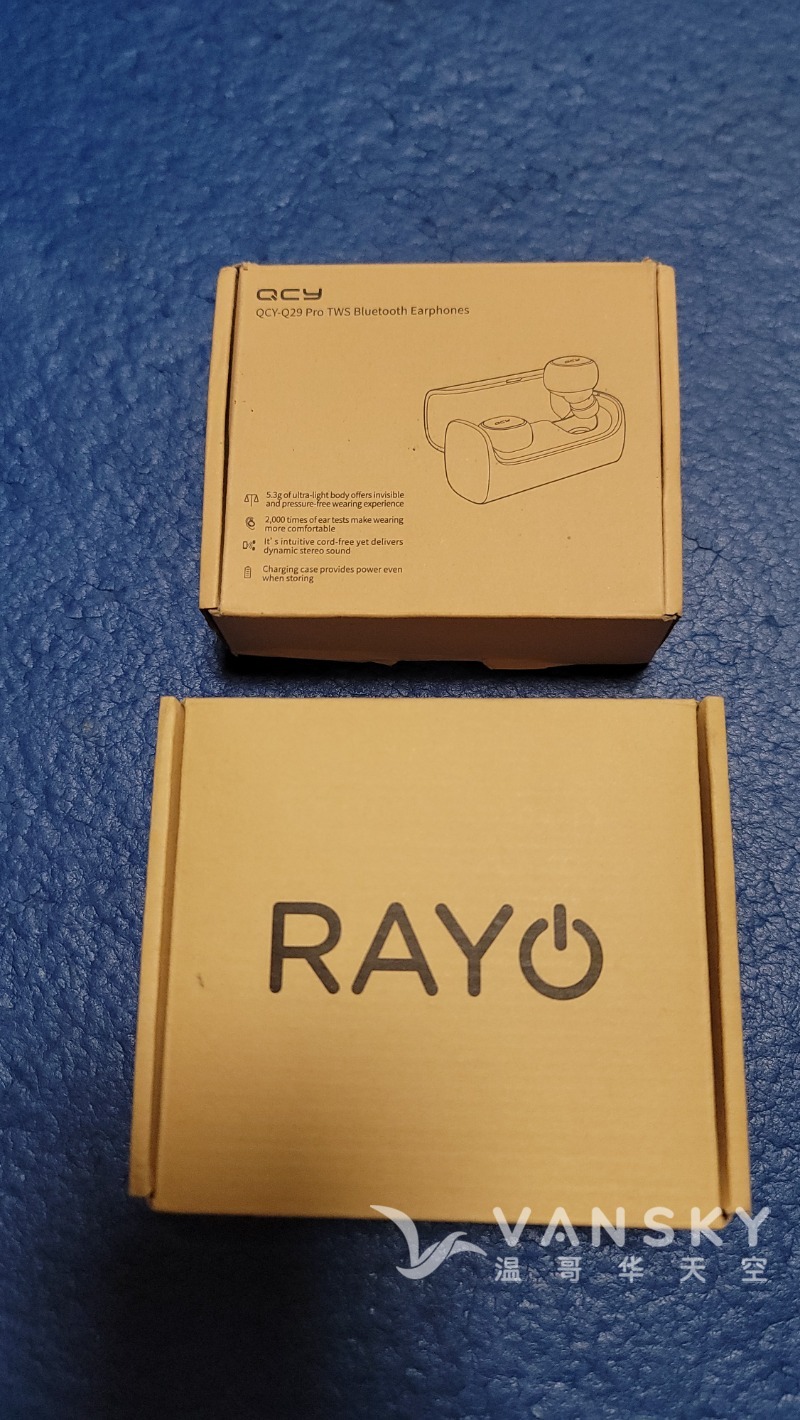 QCY
QCY-Q29 Pro TWS Bluetooth Earphones
5.3g of ultra-light body offers invisible
and pressure-free wearing experience
2,000 times of ear tests make wearing
more comfortable
It's intuitive cord-free yet delivers
dynamic stereo sound
Charging case provides power even
when storing
RAYO
VANSKY
温哥华天空